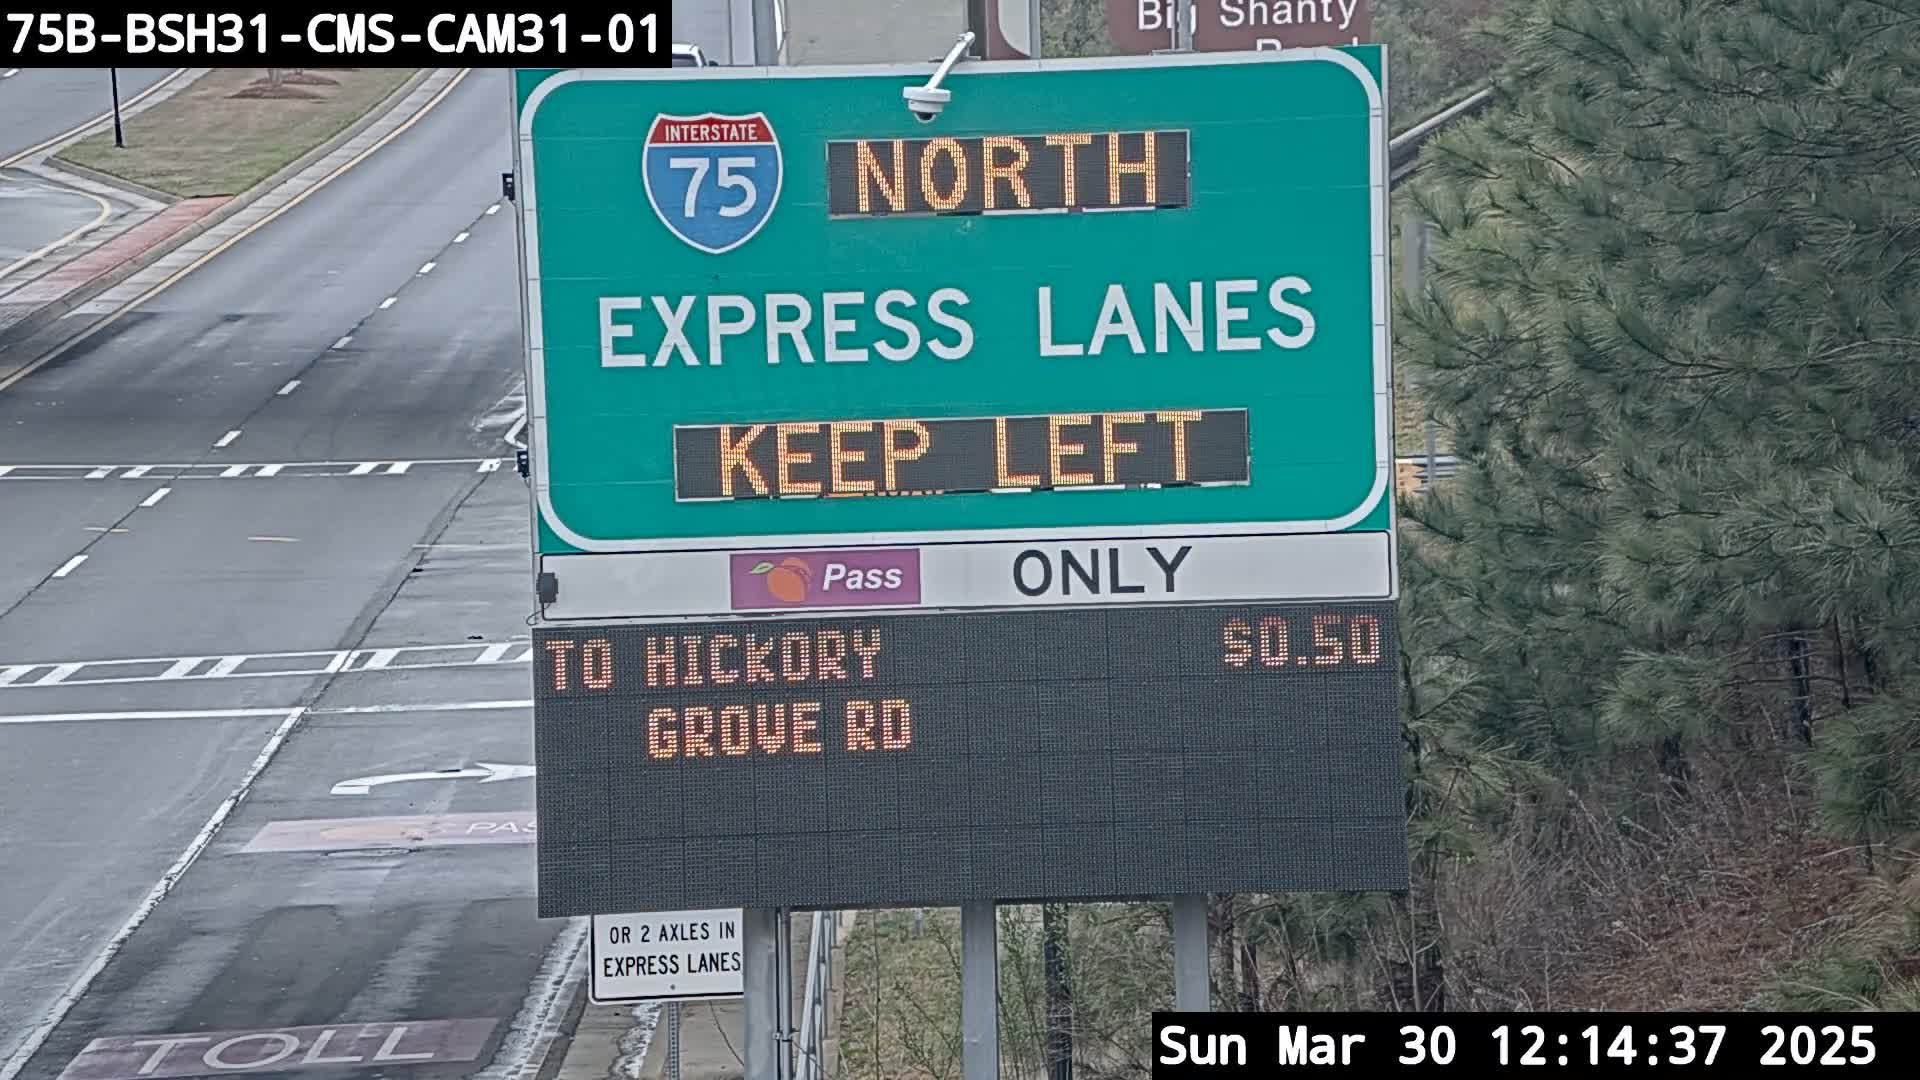 75B-BSH31-CMS-CAM31-01
Big Shanty
INTERSTATE
75
NORTH
EXPRESS LANES
KEEP LEFT
Pass ONLY
TO HICKORY $0.50
GROVE RD
OR 2 AXLES IN
EXPRESS LANES
TOLL
Sun Mar 30 12:14:37 2025